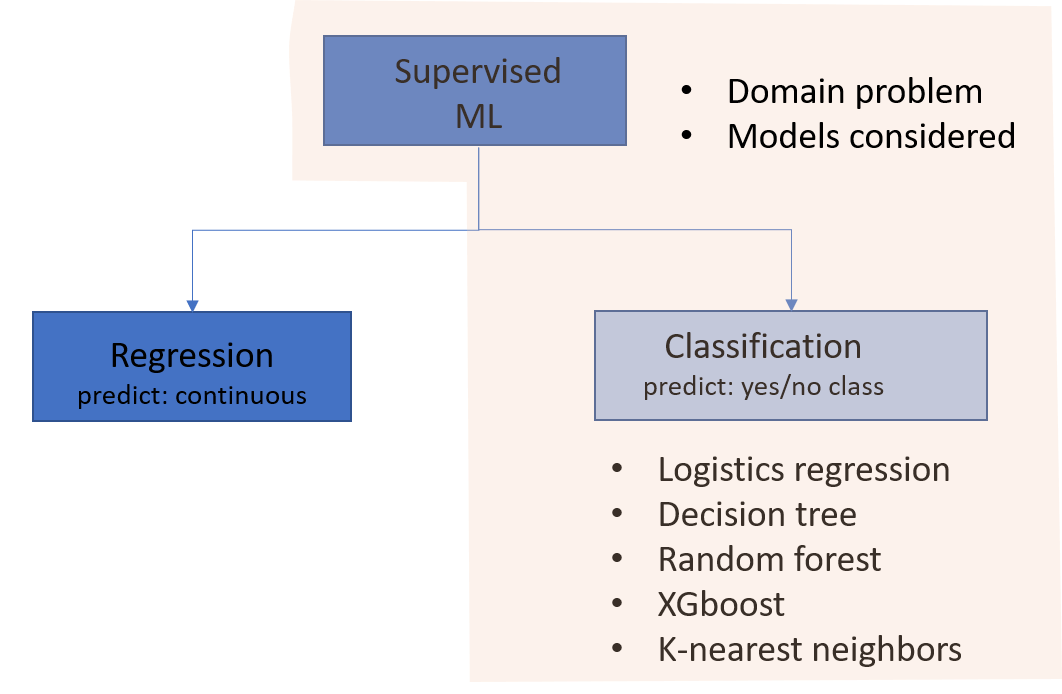 Supervised
ML
• Domain problem
• Models considered
Regression
predict: continuous
Classification
predict: yes/no class
• Logistics regression
• Decision tree
• Random forest
• XGboost
• K-nearest neighbors